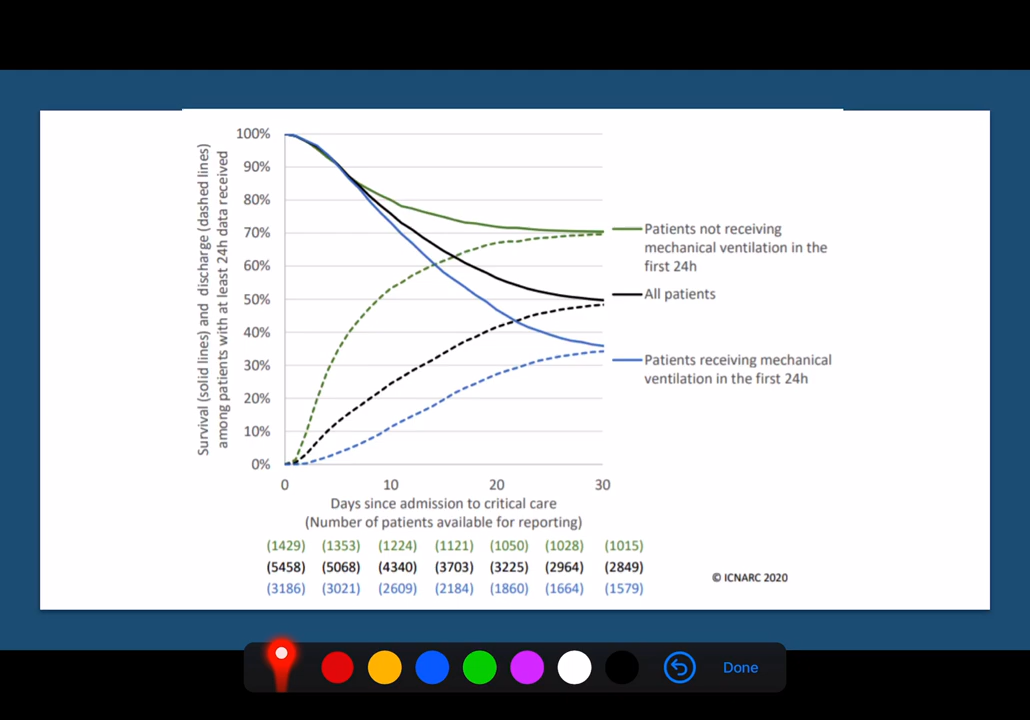 Survival (solid lines) and discharge (dashed lines)
among patients with at least 24h data received
100%
90%
80%
70%
60%
50%
40%
30%
20%
10%
0%
0 10 20 30
Days since admission to critical care
(Number of patients available for reporting)
(1429) (1353) (1224) (1121) (1050) (1028) (1015)
(5458) (5068) (4340) (3703) (3225) (2964) (2849)
(3186) (3021) (2609) (2184) (1860) (1664) (1579)
Patients not receiving
mechanical ventilation in the
first 24h
All patients
Patients receiving mechanical
ventilation in the first 24h
© ICNARC 2020
Done